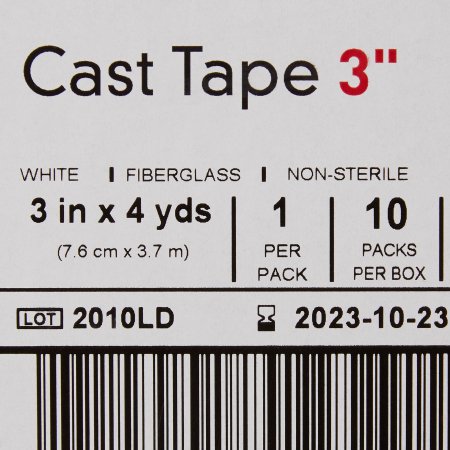 Cast Tape 3"
WHITE | FIBERGLASS | NON-STERILE
3 in x 4 yds | 1 | 10
(7.6 cm x 3.7 m) PER PACKS
PACK PER BOX
LOT 2010LD 2023-10-23